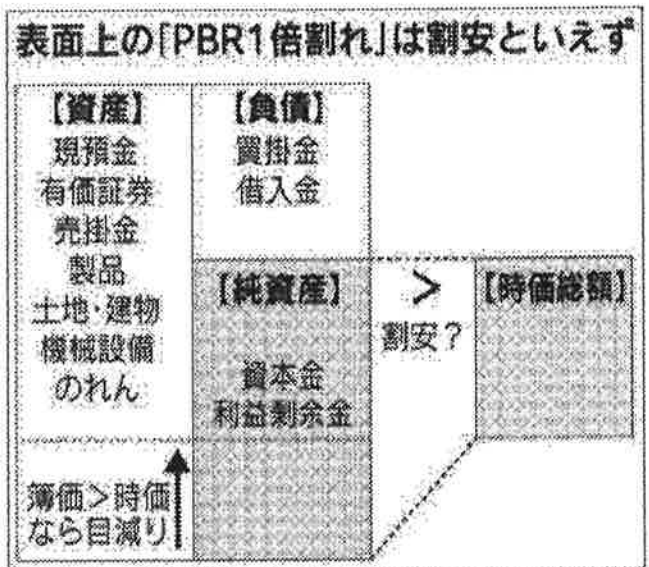 表面上の「PBR1倍割れ」は割安といえず
【資産】
現預金
有価証券
売掛金
製品
土地・建物
機械設備
のれん
簿価＞時価
なら目減り
【負債】
買掛金
借入金
【純資産】
資本金
利益剰余金
＞
割安？
【時価総額】